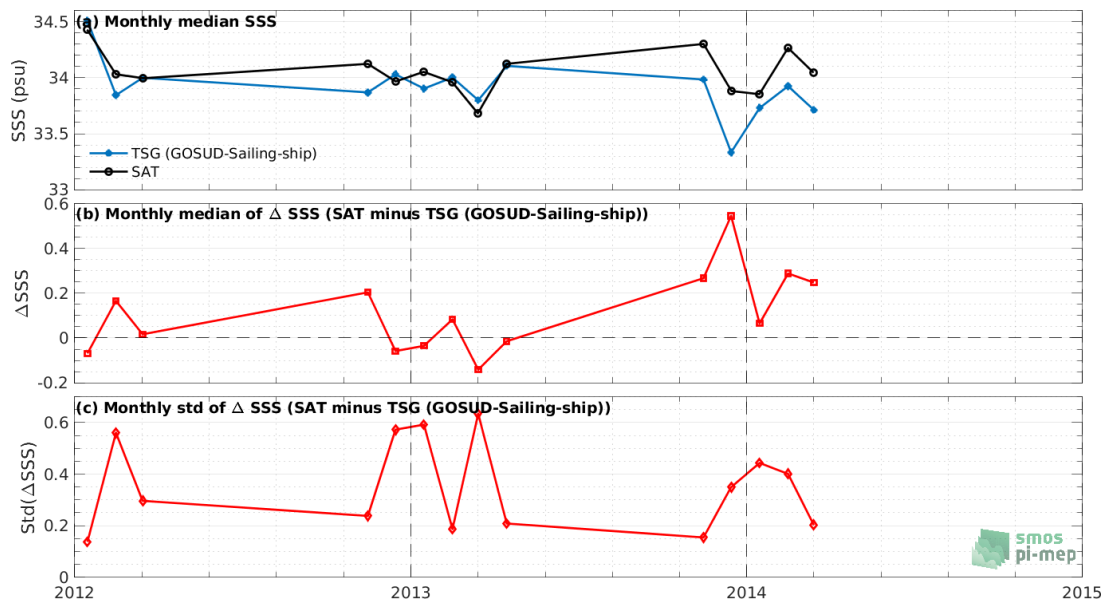 (a) Monthly median SSS
34.5
34
33.5
33
SSS (psu)
TSG (GOSUD-Sailing-ship)
SAT
(b) Monthly median of Δ SSS (SAT minus TSG (GOSUD-Sailing-ship))
0.6
0.4
0.2
0
-0.2
ΔSSS
(c) Monthly std of Δ SSS (SAT minus TSG (GOSUD-Sailing-ship))
0.6
0.4
0.2
0
Std(ΔSSS)
smos
pi-mep
2012
2013
2014
2015